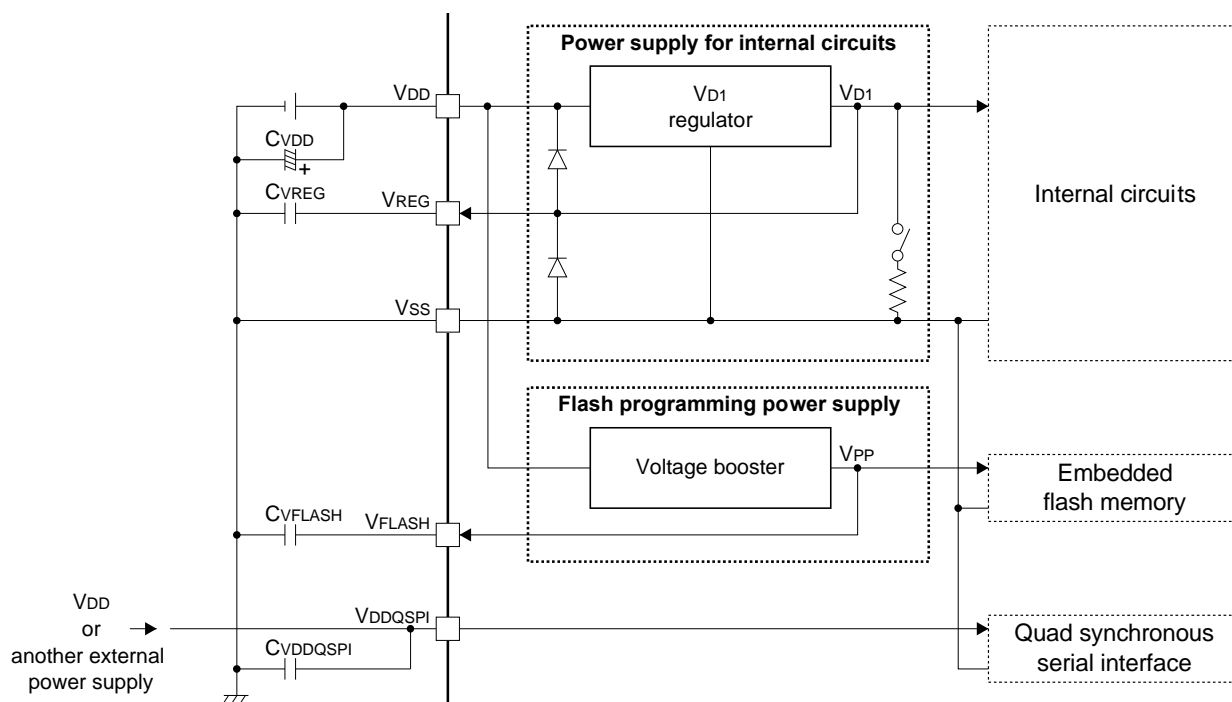 Power supply for internal circuits
VDD
VD1
regulator
VD1
CVDD
+
CVREG
VREG
Internal circuits
VSS
Flash programming power supply
Voltage booster
VPP
Embedded
flash memory
CVFLASH
VFLASH
VDD
or
another external
power supply
VDDQSPI
CVDDQSPI
Quad synchronous
serial interface